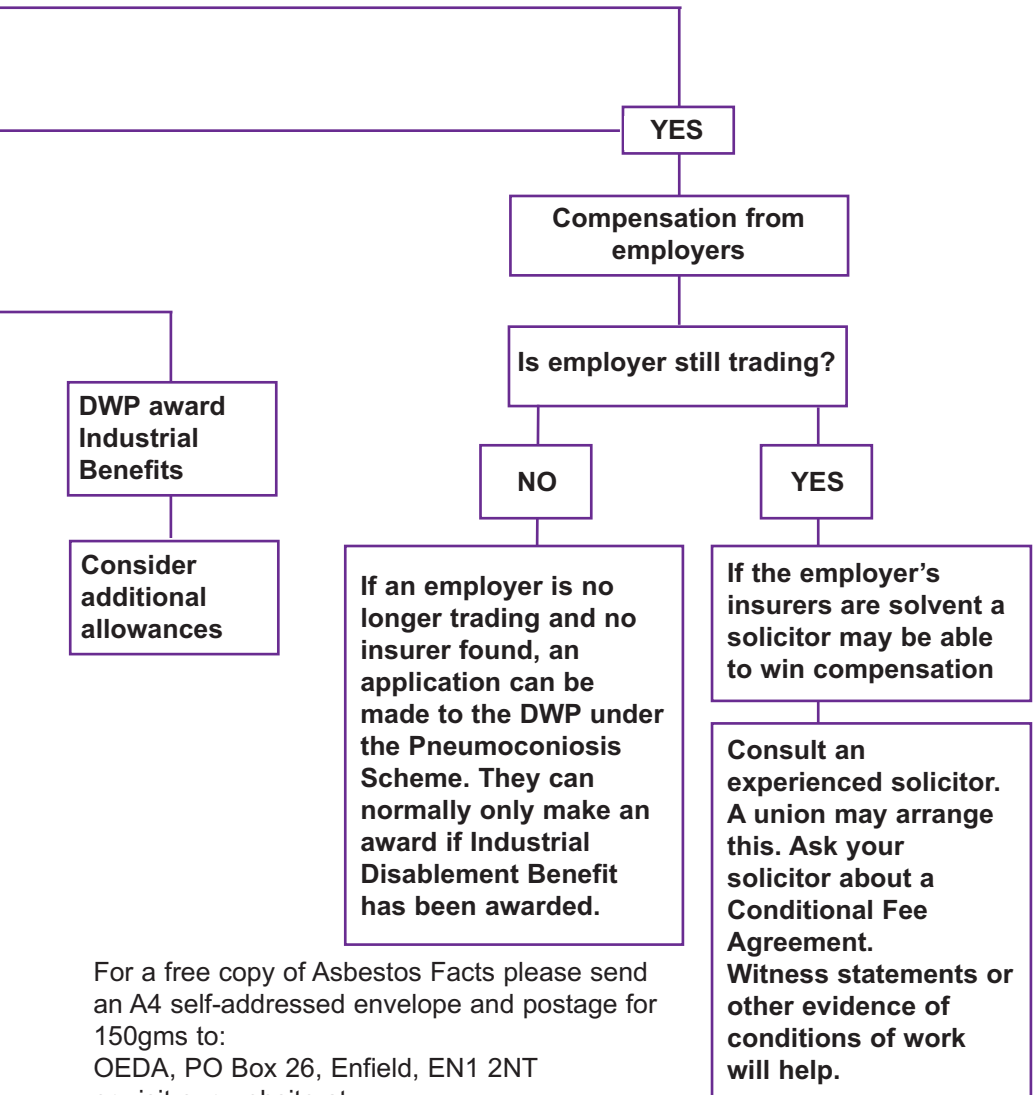 YES
Compensation from
employers
Is employer still trading?
DWP award
Industrial
Benefits
Consider
additional
allowances
NO
YES
If an employer is no
longer trading and no
insurer found, an
application can be
made to the DWP under
the Pneumoconiosis
Scheme. They can
normally only make an
award if Industrial
Disablement Benefit
has been awarded.
If the employer’s
insurers are solvent a
solicitor may be able
to win compensation
Consult an
experienced solicitor.
A union may arrange
this. Ask your
solicitor about a
Conditional Fee
Agreement.
Witness statements or
other evidence of
conditions of work
will help.
For a free copy of Asbestos Facts please send
an A4 self-addressed envelope and postage for
150gms to:
OEDA, PO Box 26, Enfield, EN1 2NT